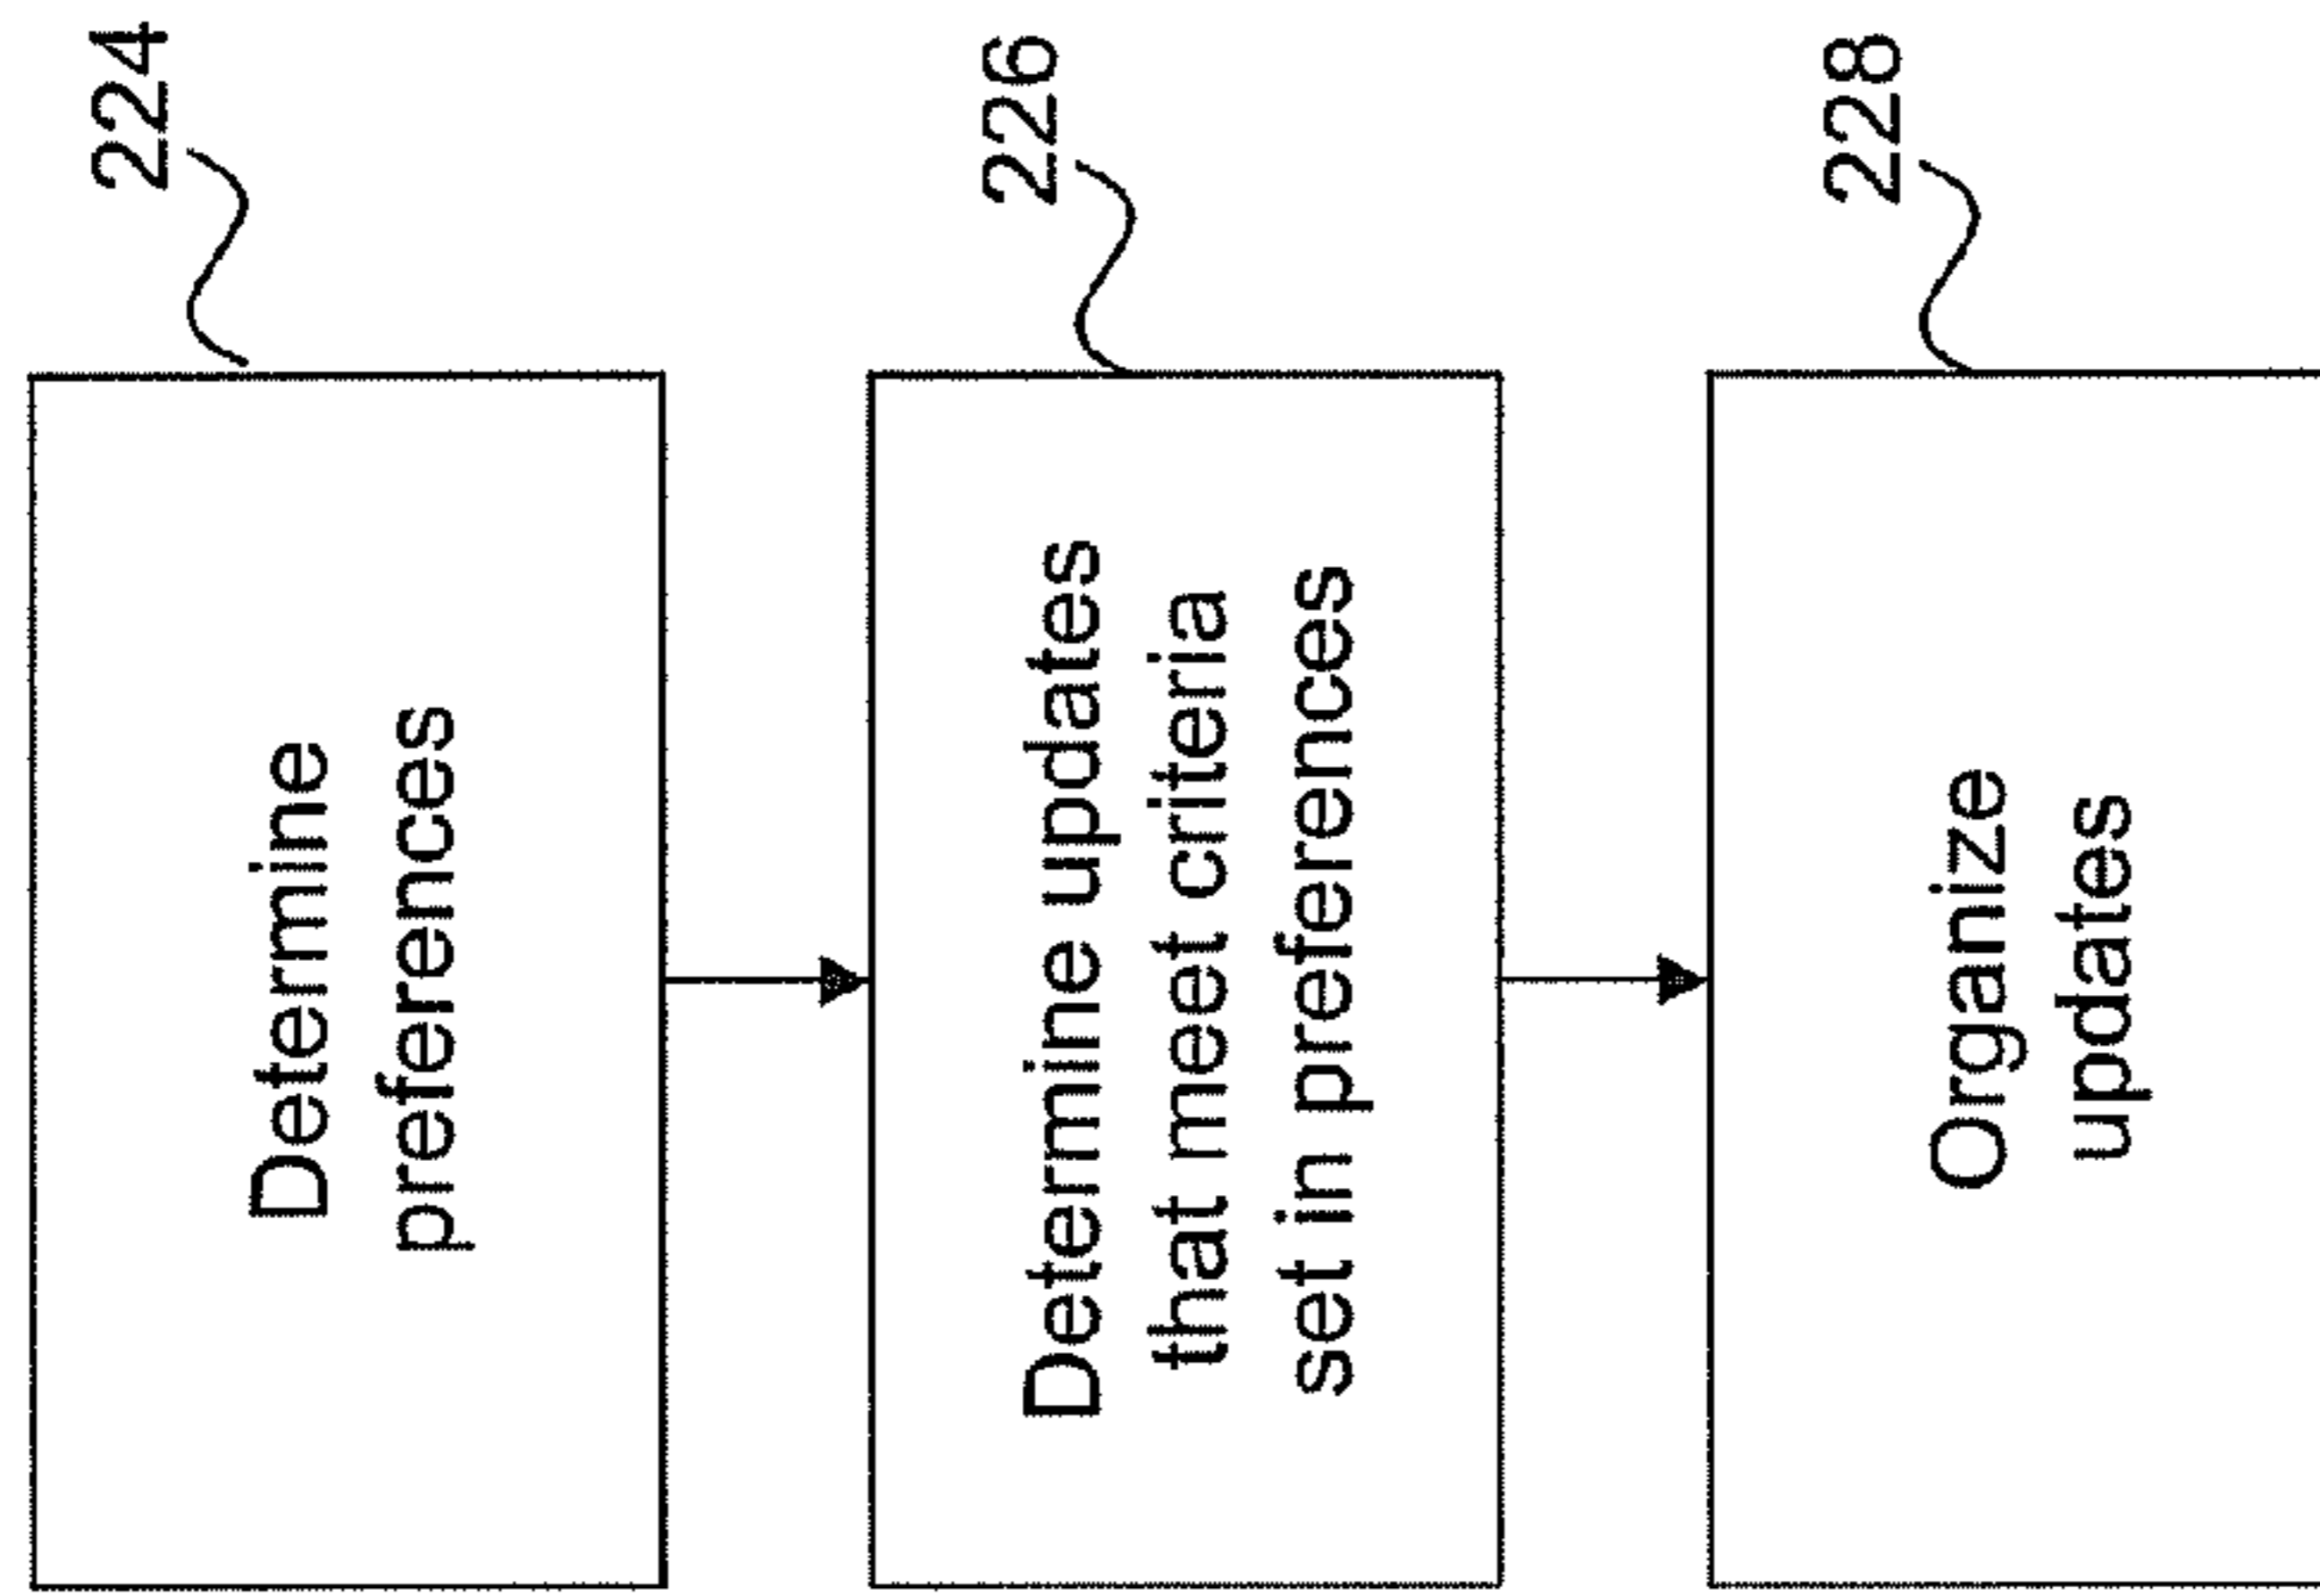 Determine
preferences
224
Determine updates
that meet criteria
set in preferences
226
Organize
updates
228